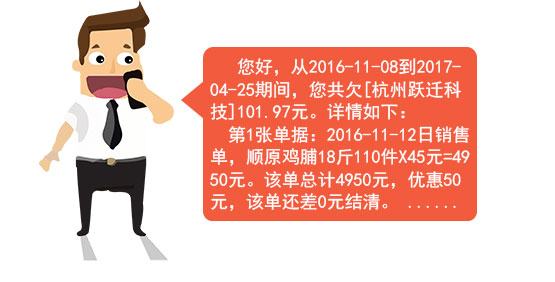 您好，从2016-11-08到2017-
04-25期间，您共欠[杭州跃迁科
技]101.97元。详情如下：
第1张单据：2016-11-12日销售
单，顺原鸡脯18斤110件X45元=49
50元。该单总计4950元，优惠50
元，该单还差0元结清。 ......